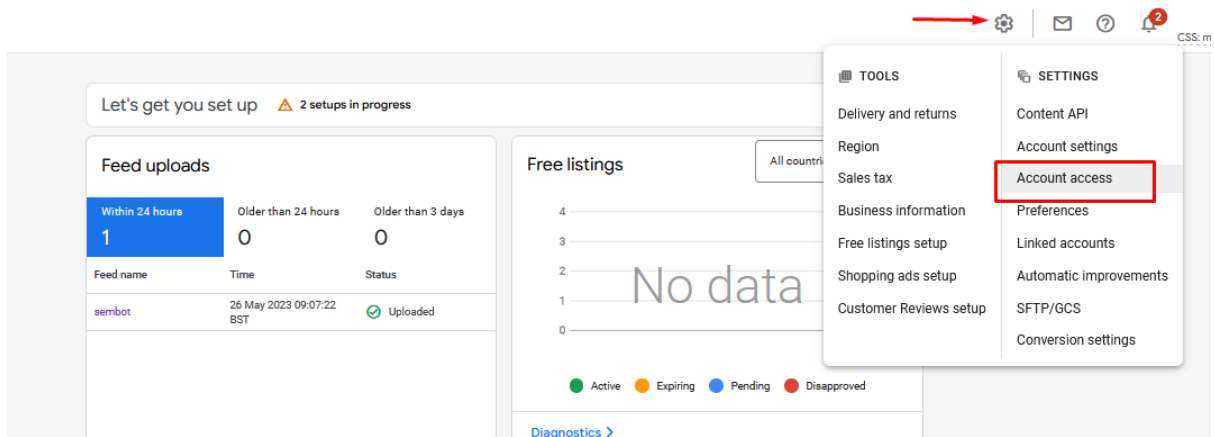 2
CSS: m
TOOLS
Delivery and returns
Region
Sales tax
Business information
Free listings setup
Shopping ads setup
Customer Reviews setup
SETTINGS
Content API
Account settings
Account access
Preferences
Linked accounts
Automatic improvements
SFTP/GCS
Conversion settings
Let's get you set up 2 setups in progress
Feed uploads
Within 24 hours Older than 24 hours Older than 3 days
1 0 0
Feed name Time Status
sembot 26 May 2023 09:07:22 Uploaded
BST
Free listings All countri
4
3
2
1
0
No data
Active Expiring Pending Disapproved
Diagnostics